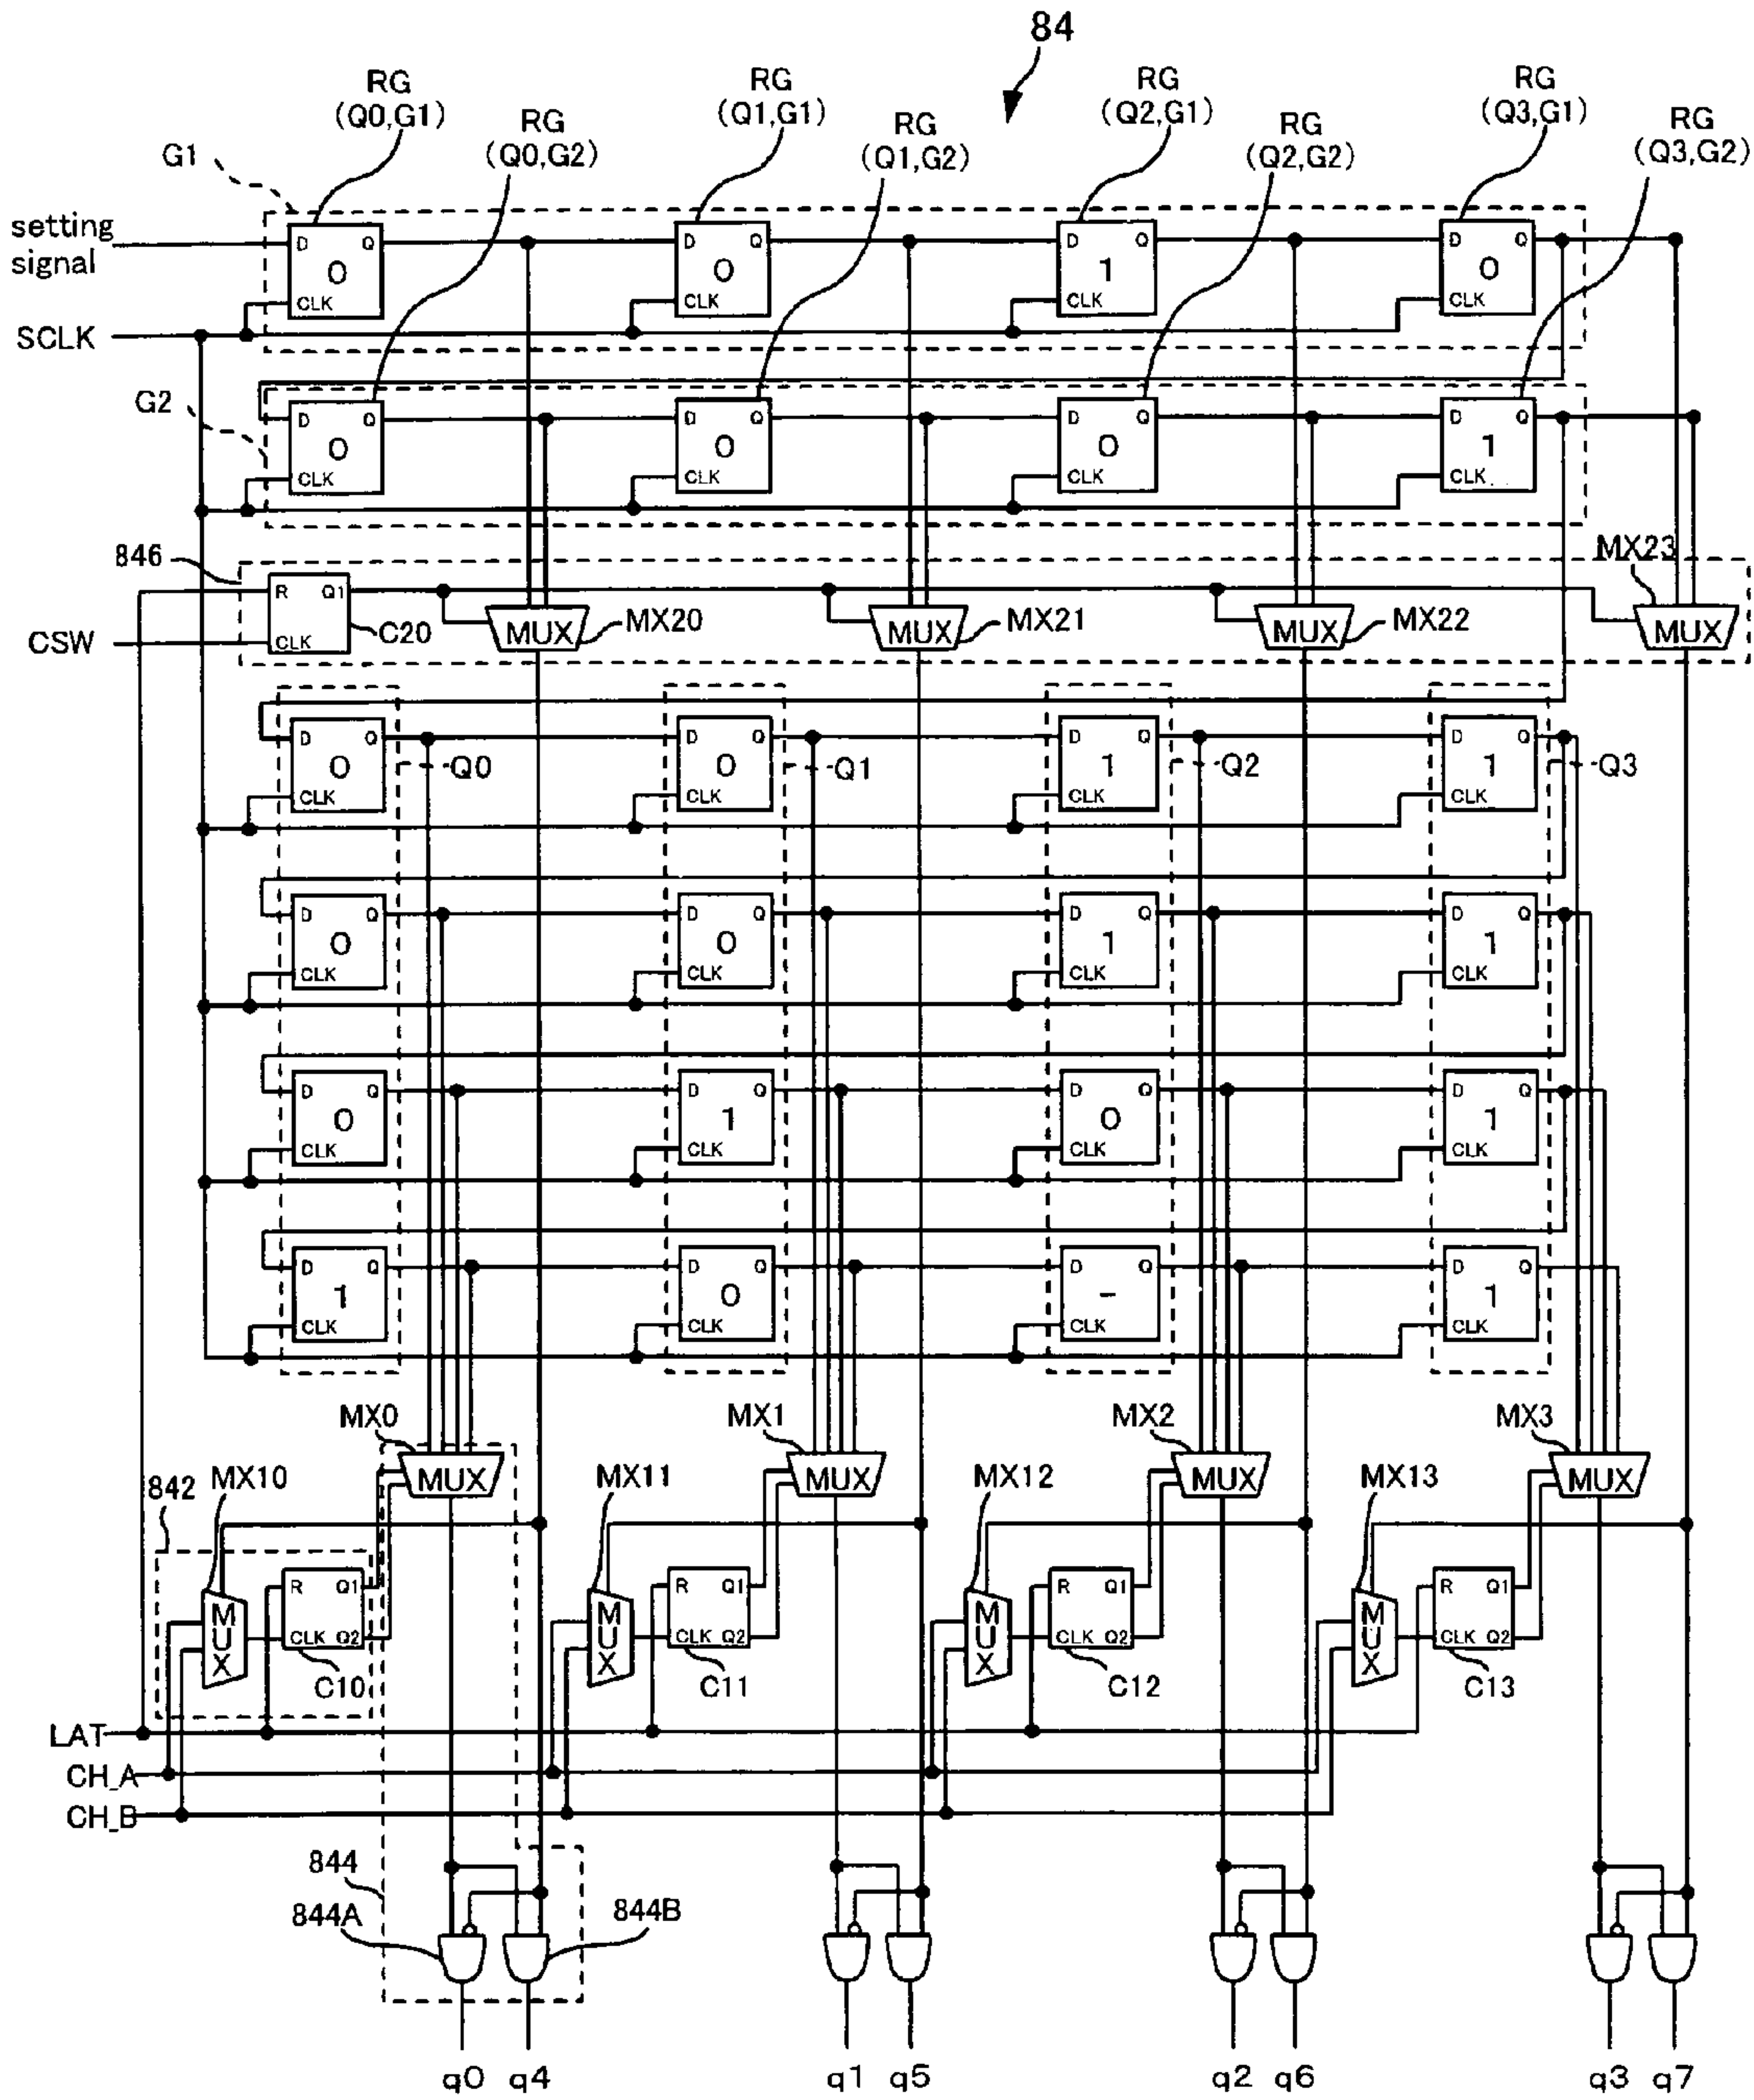 84
RG
(Q0,G1)
RG
(Q0,G2)
RG
(Q1,G1)
RG
(Q1,G2)
RG
(Q2,G1)
RG
(Q2,G2)
RG
(Q3,G1)
RG
(Q3,G2)
G1
setting
signal
D Q
0
CLK
D Q
0
CLK
D Q
1
CLK
D Q
0
CLK
SCLK
G2
D Q
0
CLK
D Q
0
CLK
D Q
0
CLK
D Q
1
CLK
846
R Q1
CLK
C20
CSW
MUX
MX20
MUX
MX21
MUX
MX22
MUX
MX23
D Q
0
CLK
Q0
D Q
0
CLK
Q1
D Q
1
CLK
Q2
D Q
1
CLK
Q3
D Q
0
CLK
D Q
0
CLK
D Q
1
CLK
D Q
1
CLK
D Q
0
CLK
D Q
1
CLK
D Q
0
CLK
D Q
1
CLK
D Q
1
CLK
D Q
0
CLK
D Q
-
CLK
D Q
1
CLK
MX0
MUX
MX1
MUX
MX2
MUX
MX3
MUX
842
MX10
MUX
R Q1
CLK Q2
C10
MX11
MUX
R Q1
CLK Q2
C11
MX12
MUX
R Q1
CLK Q2
C12
MX13
MUX
R Q1
CLK Q2
C13
LAT
CH_A
CH_B
844
844A
844B
q0 q4 q1 q5 q2 q6 q3 q7